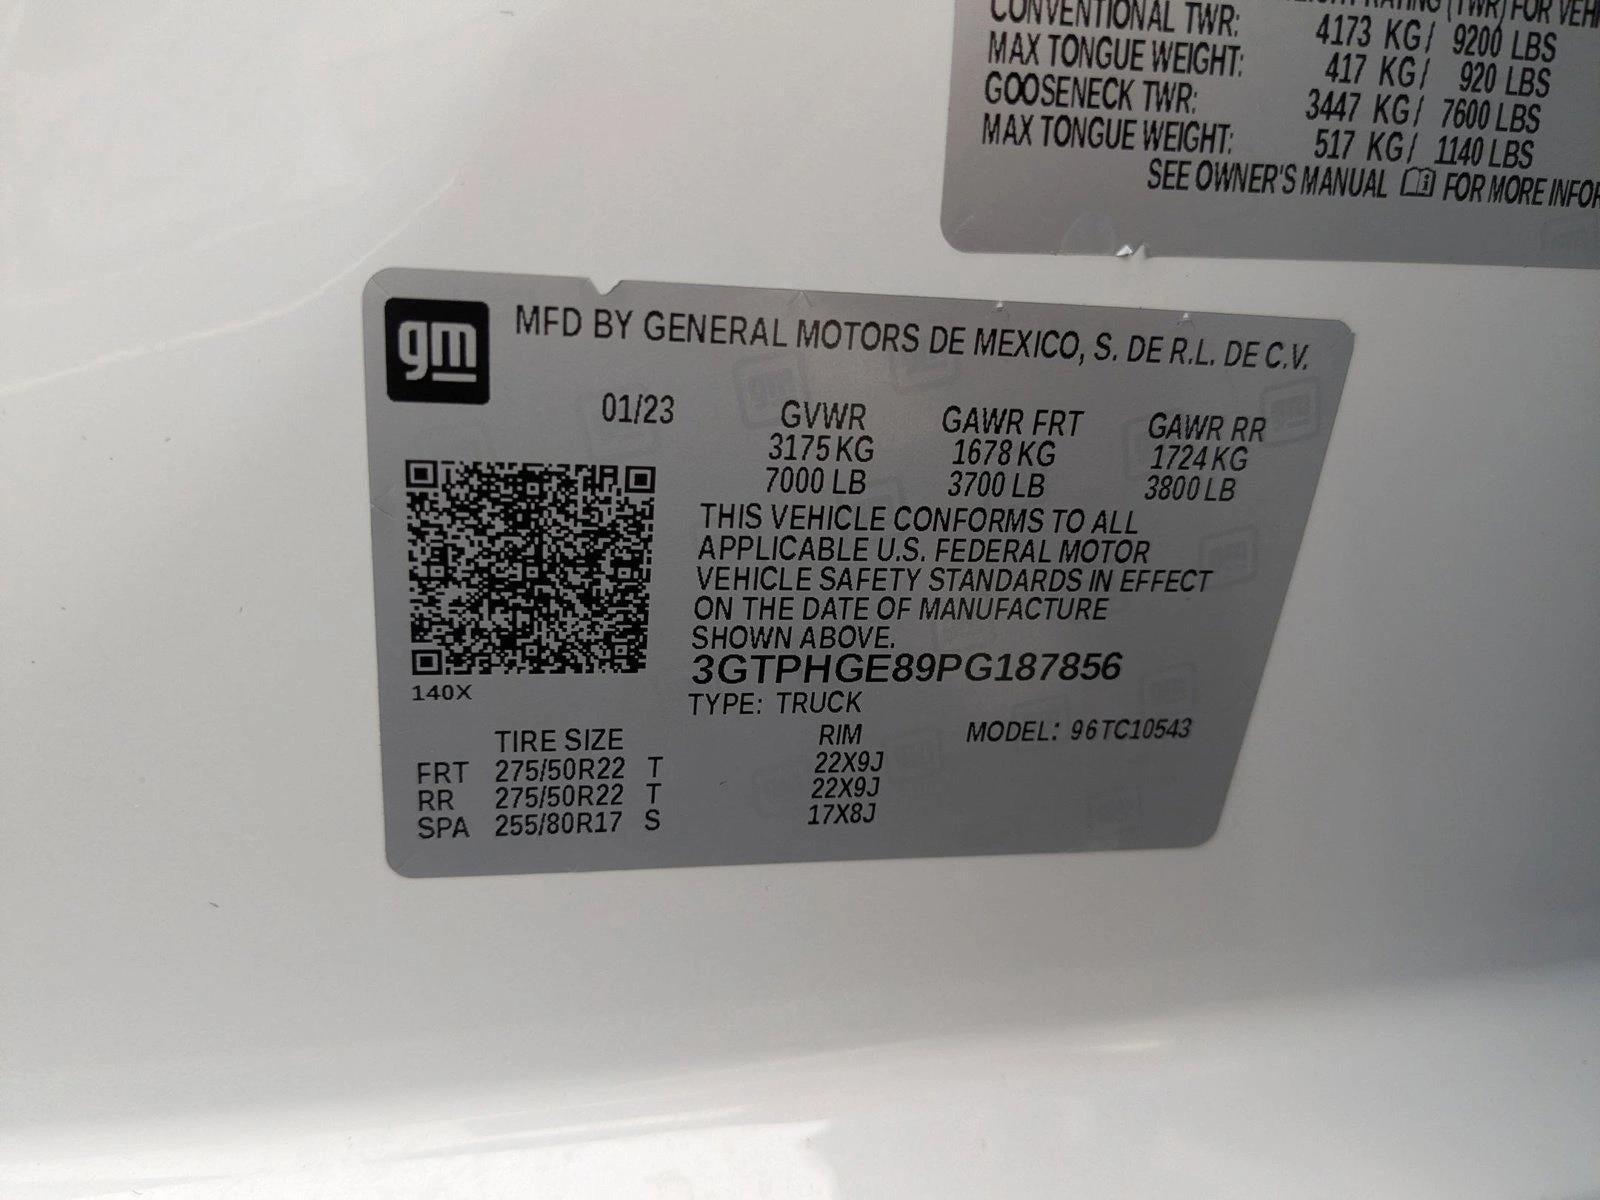 (TWR) FOR
CONVENTIONAL TWR: 4173 KG/ 9200 LBS
MAX TONGUE WEIGHT: 417 KG/ 920 LBS
GOOSENECK TWR: 3447 KG/ 7600 LBS
MAX TONGUE WEIGHT: 517 KG/ 1140 LBS
SEE OWNER'S MANUAL FOR MORE
gm MFD BY GENERAL MOTORS DE MEXICO, S. DE R.L. DE C.V.
01/23 GVWR GAWR FRT GAWR RR
3175 KG 1678 KG 1724 KG
7000 LB 3700 LB 3800 LB
THIS VEHICLE CONFORMS TO ALL
APPLICABLE U.S. FEDERAL MOTOR
VEHICLE SAFETY STANDARDS IN EFFECT
ON THE DATE OF MANUFACTURE
SHOWN ABOVE.
3GTPHGE89PG187856
140X
TYPE: TRUCK
TIRE SIZE RIM MODEL: 96TC10543
FRT 275/50R22 T 22X9J
RR 275/50R22 T 22X9J
SPA 255/80R17 S 17X8J